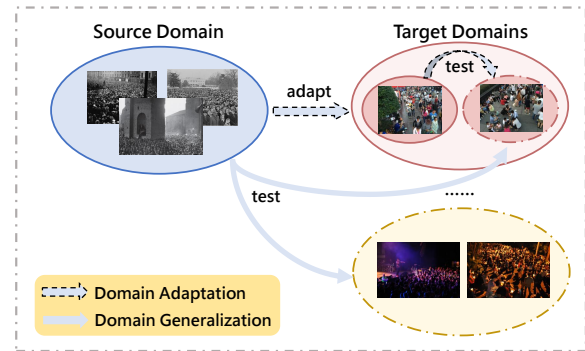 Source Domain
Target Domains
test
adapt
test
......
Domain Adaptation
Domain Generalization